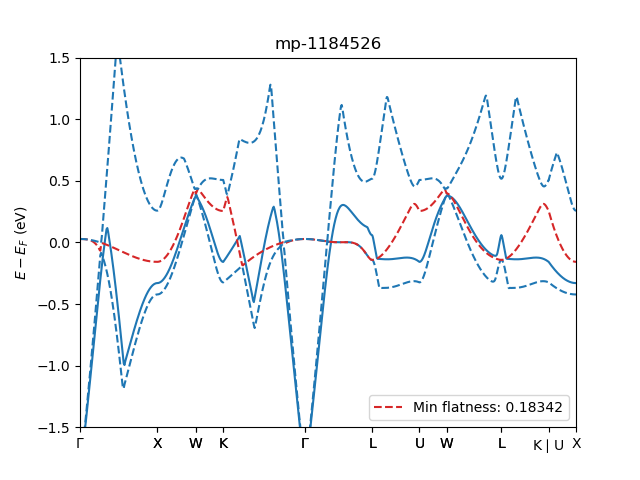 mp-1184526
1.5
1.0
0.5
0.0
−0.5
−1.0
−1.5
E − E_F (eV)
Min flatness: 0.18342
Γ X W K Γ L U W L K | U X